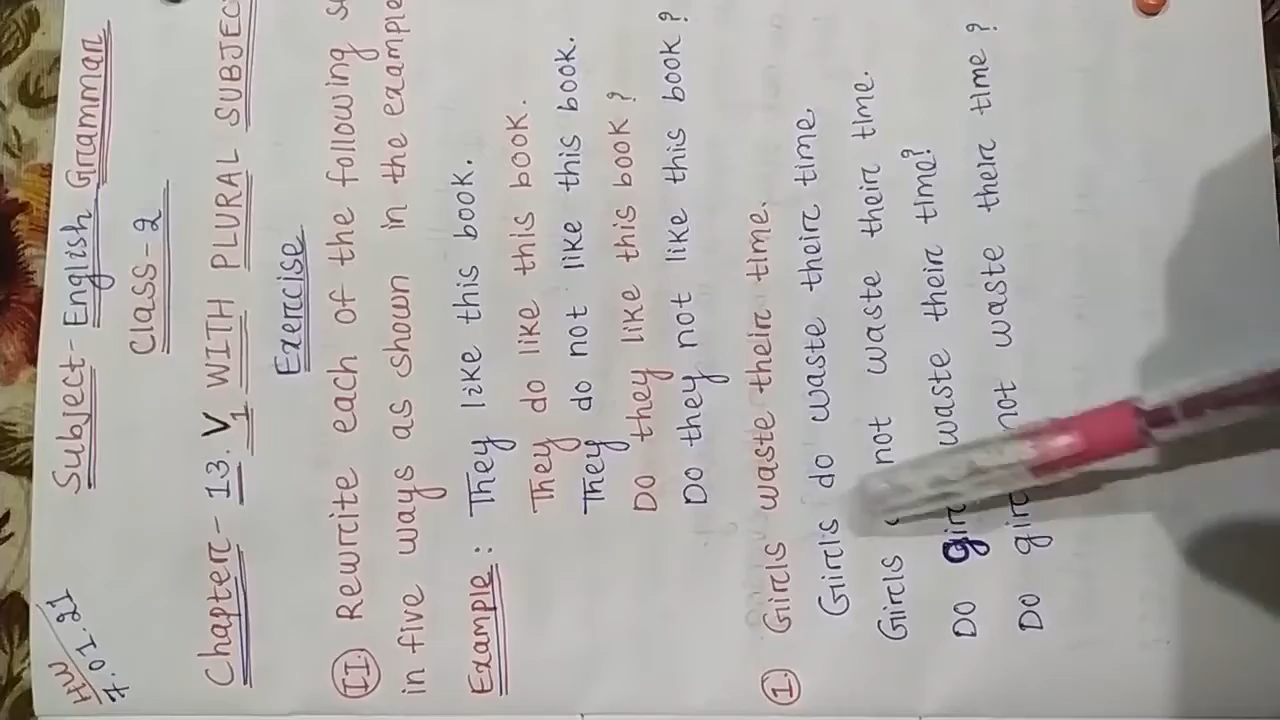 HW
7.01.21
Subject- English Grammar
Class-2
Chapter- 13. V1 WITH PLURAL
Exercise
II Rewrite each of the following
in five ways as shown in the example
Example: They like this book.
They do like this book.
They do not like this book.
Do they like this book?
Do they not like this book?
1 Girls waste their time.
Girls do waste their time.
Girls not waste their time.
Do waste their time?
Do not waste their time?